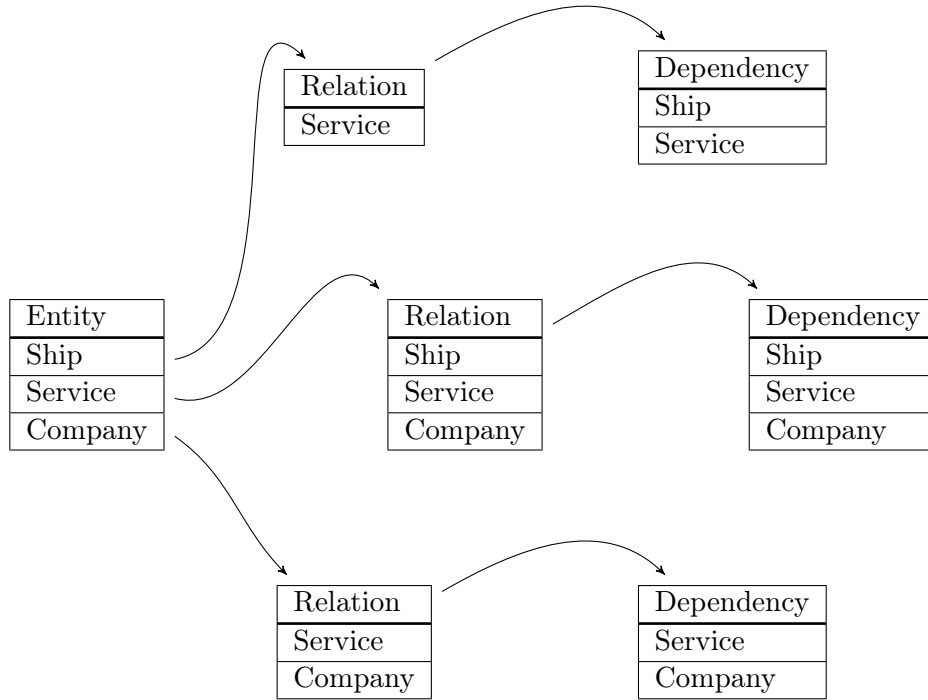 Relation
Service
Dependency
Ship
Service
Entity
Ship
Service
Company
Relation
Ship
Service
Company
Dependency
Ship
Service
Company
Relation
Service
Company
Dependency
Service
Company